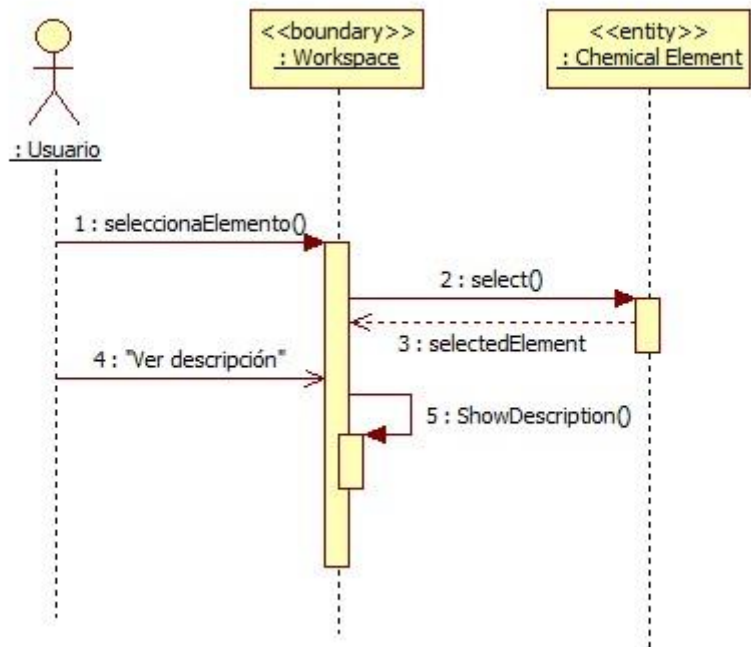 <<boundary>>
: Workspace
<<entity>>
: Chemical Element
: Usuario
1 : seleccionaElemento()
2 : select()
3 : selectedElement
4 : "Ver descripción"
5 : ShowDescription()